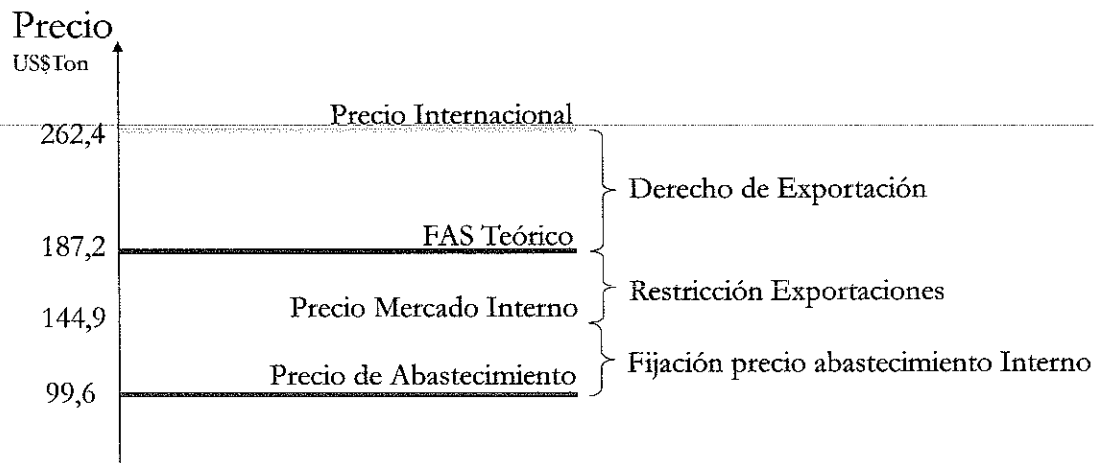 Precio
US$Ton
Precio Internacional
262,4
Derecho de Exportación
FAS Teórico
187,2
Restricción Exportaciones
Precio Mercado Interno
144,9
Fijación precio abastecimiento Interno
Precio de Abastecimiento
99,6